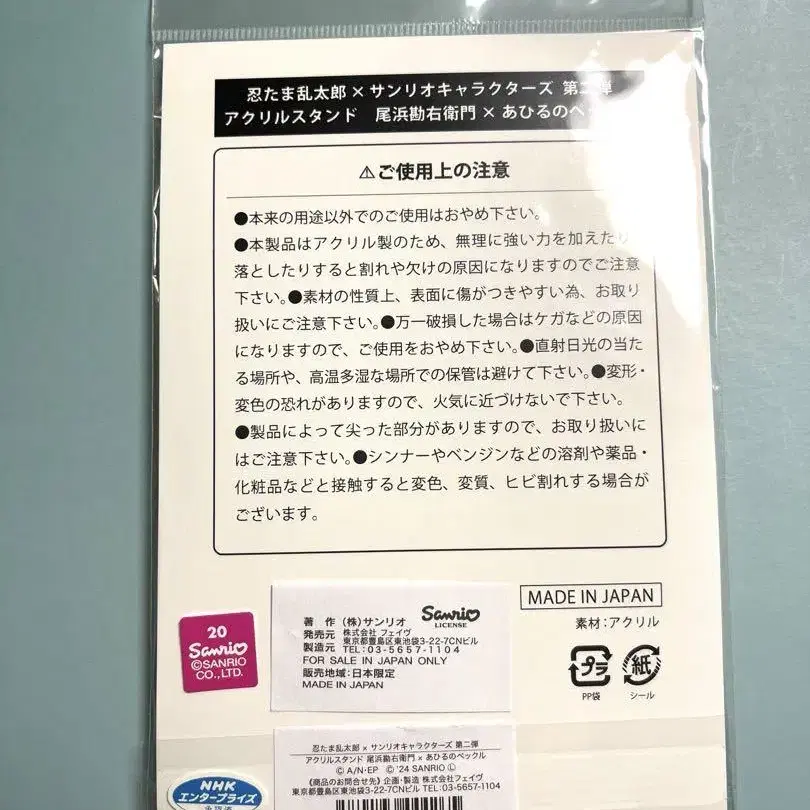 忍たま乱太郎×サンリオキャラクターズ 第二弾
アクリルスタンド 尾浜勘右衛門×あひるのペッ
⚠ご使用上の注意
●本来の用途以外でのご使用はおやめ下さい。
●本製品はアクリル製のため、無理に強い力を加えたり
落としたりすると割れや欠けの原因になりますのでご注意
下さい。●素材の性質上、表面に傷がつきやすい為、お取り
扱いにご注意下さい。●万一破損した場合はケガなどの原因
になりますので、ご使用をおやめ下さい。●直射日光の当た
る場所や、高温多湿な場所での保管は避けて下さい。●変形・
変色の恐れがありますので、火気に近づけないで下さい。
●製品によって尖った部分がありますので、お取り扱いに
はご注意下さい。●シンナーやベンジンなどの溶剤や薬品・
化粧品などと接触すると変色、変質、ヒビ割れする場合が
ございます。
MADE IN JAPAN
素材：アクリル
プラ
PP袋
紙
シール
20
Sanrio
©SANRIO
CO., LTD.
著作 (株)サンリオ
Sanrio
LICENSE
発売元 株式会社 フェイヴ
製造元 東京都豊島区東池袋3-22-7CNビル
TEL:03-5657-1104
FOR SALE IN JAPAN ONLY
販売地域：日本限定
MADE IN JAPAN
忍たま乱太郎×サンリオキャラクターズ 第二弾
アクリルスタンド 尾浜勘右衛門×あひるのペックル
© A/N・EP © '24 SANRIO Ⓛ
《商品のお問合せ先》企画・製造 株式会社フェイヴ
東京都豊島区東池袋3-22-7CNビル TEL:03-5657-1104
NHK
エンタープライズ